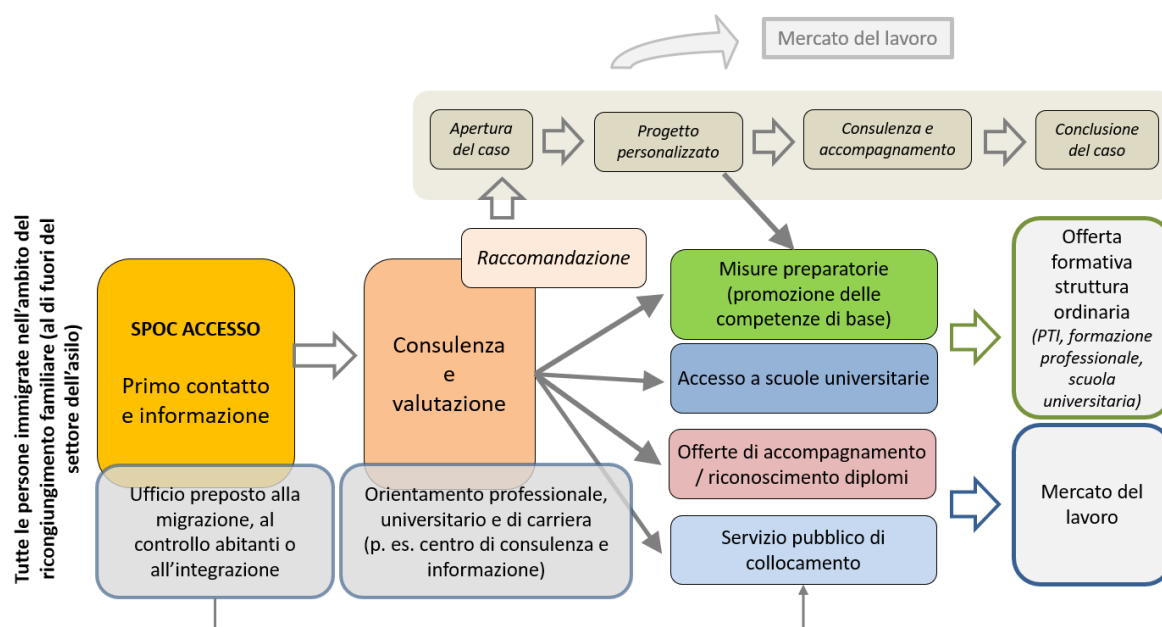 Mercato del lavoro
Apertura
del caso
Progetto
personalizzato
Consulenza e
accompagnamento
Conclusione
del caso
Tutte le persone immigrate nell'ambito del
ricongiungimento familiare (al di fuori del
settore dell'asilo)
SPOC ACCESSO
Primo contatto
e informazione
Ufficio preposto alla
migrazione, al
controllo abitanti o
all'integrazione
Raccomandazione
Consulenza
e
valutazione
Orientamento professionale,
universitario e di carriera
(p. es. centro di consulenza e
informazione)
Misure preparatorie
(promozione delle
competenze di base)
Accesso a scuole universitarie
Offerte di accompagnamento
/ riconoscimento diplomi
Servizio pubblico di
collocamento
Offerta
formativa
struttura
ordinaria
(PTI, formazione
professionale,
scuola
universitaria)
Mercato del
lavoro